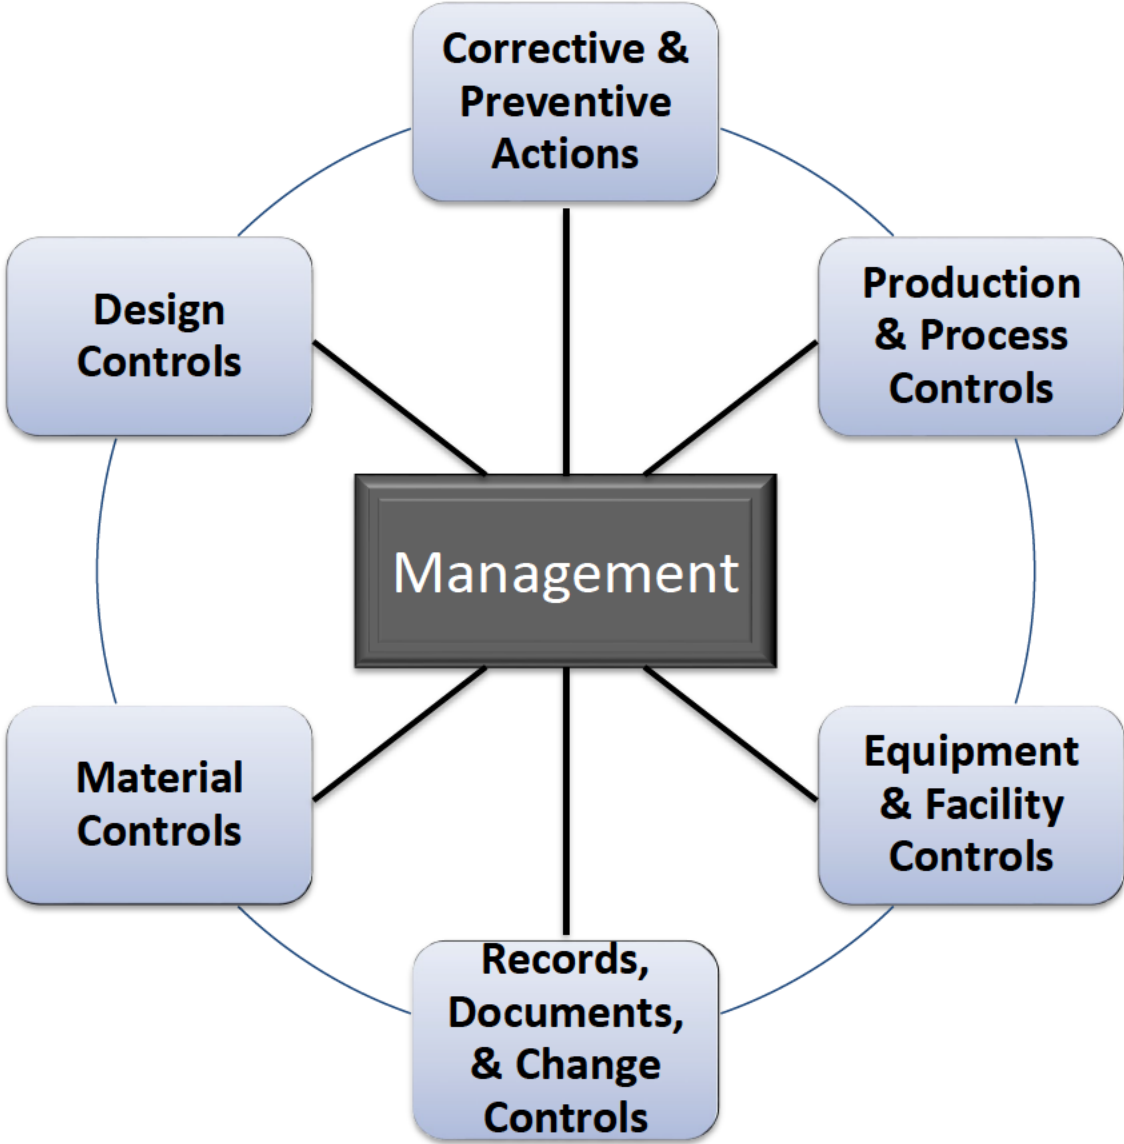 Corrective &
Preventive
Actions
Design
Controls
Production
& Process
Controls
Management
Material
Controls
Equipment
& Facility
Controls
Records,
Documents,
& Change
Controls